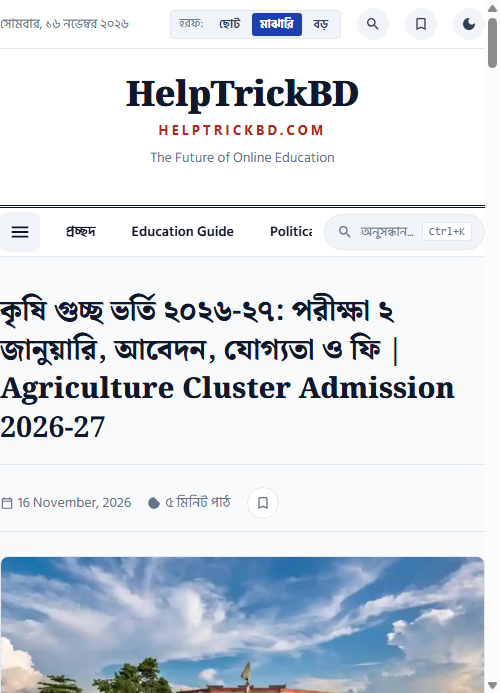 সোমবার, ১৬ নভেম্বর ২০২৬
হরফ: ছোট মাঝারি বড়
HelpTrickBD
HELPTRICKBD.COM
The Future of Online Education
প্রচ্ছদ Education Guide Politica অনুসন্ধান... Ctrl+K
কৃষি গুচ্ছ ভর্তি ২০২৬-২৭: পরীক্ষা ২
জানুয়ারি, আবেদন, যোগ্যতা ও ফি |
Agriculture Cluster Admission
2026-27
16 November, 2026 ৫ মিনিট পাঠ